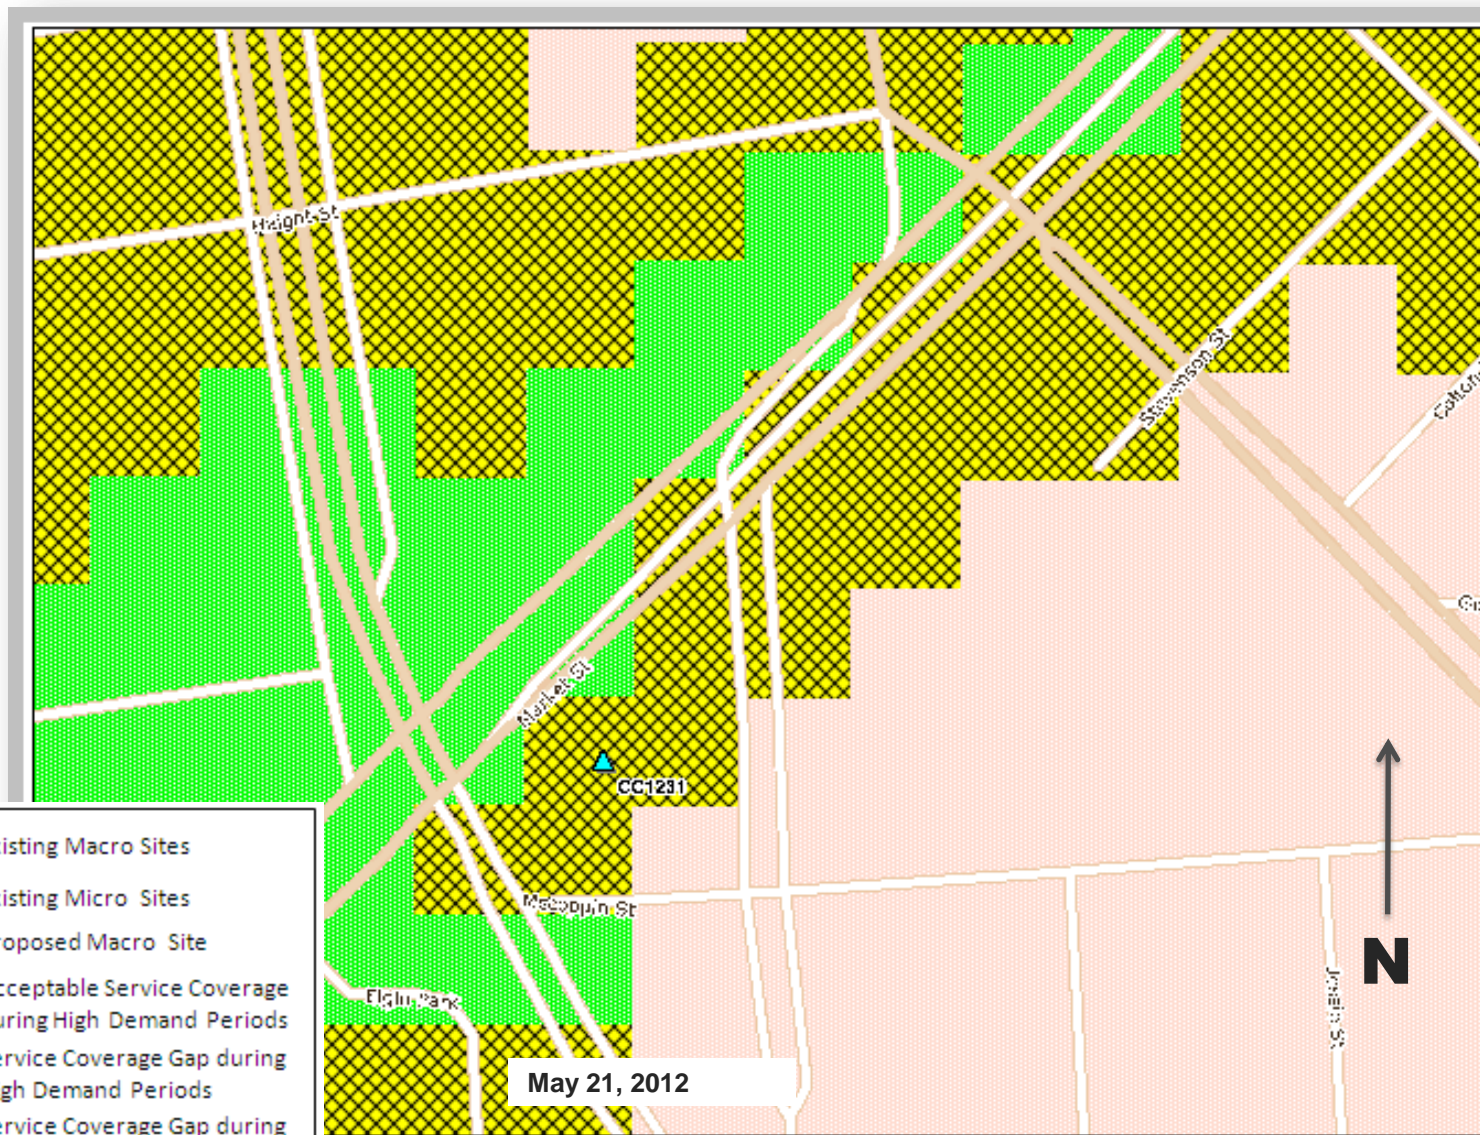 Haight St
Stevenson St
Market St
CC1231
Elgin Park
N
May 21, 2012
isting Macro Sites
isting Micro Sites
roposed Macro Site
cceptable Service Coverage
uring High Demand Periods
ervice Coverage Gap during
gh Demand Periods
ervice Coverage Gap during